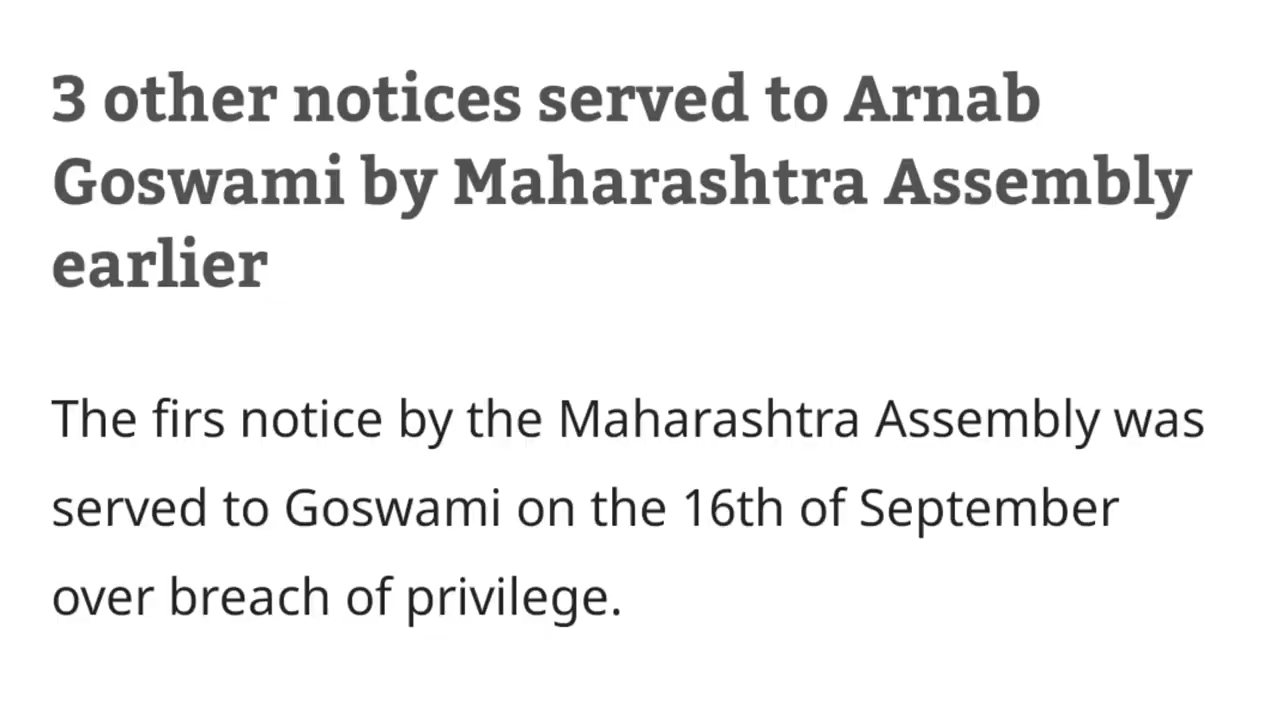 3 other notices served to Arnab
Goswami by Maharashtra Assembly
earlier
The firs notice by the Maharashtra Assembly was
served to Goswami on the 16th of September
over breach of privilege.